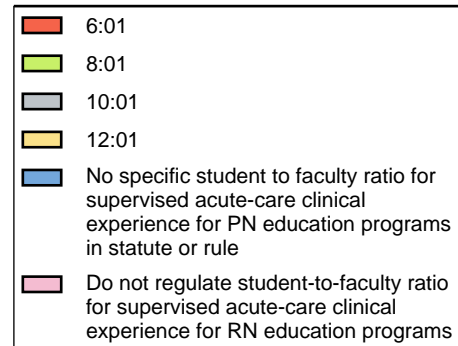 6:01
8:01
10:01
12:01
No specific student to faculty ratio for
supervised acute-care clinical
experience for PN education programs
in statute or rule
Do not regulate student-to-faculty ratio
for supervised acute-care clinical
experience for RN education programs